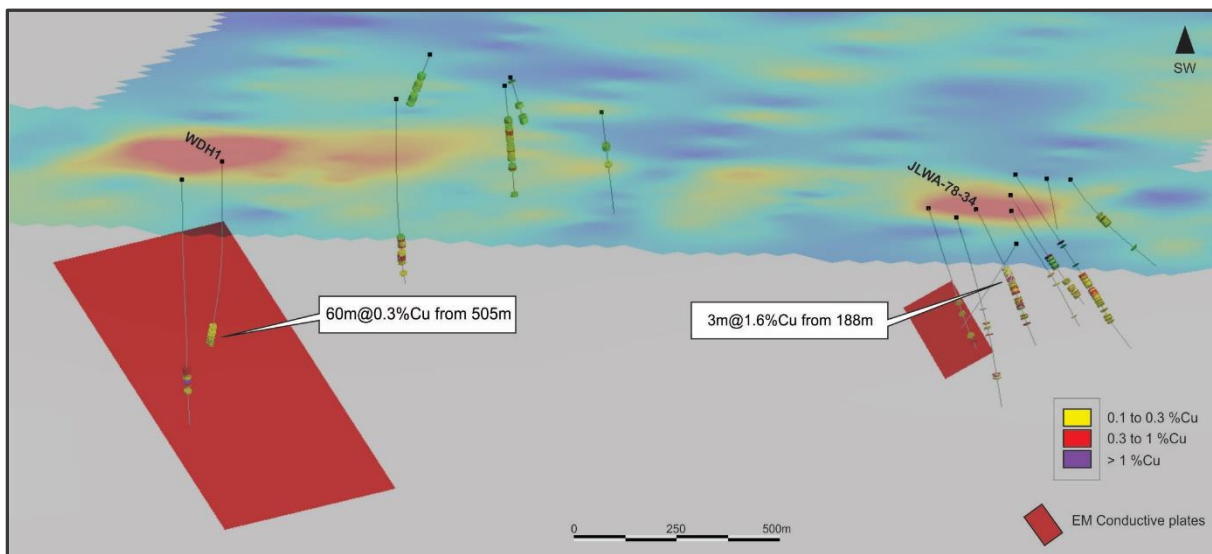 SW
WDH1
JLWA-78-34
60m@0.3%Cu from 505m
3m@1.6%Cu from 188m
0.1 to 0.3 %Cu
0.3 to 1 %Cu
> 1 %Cu
EM Conductive plates
0 250 500m